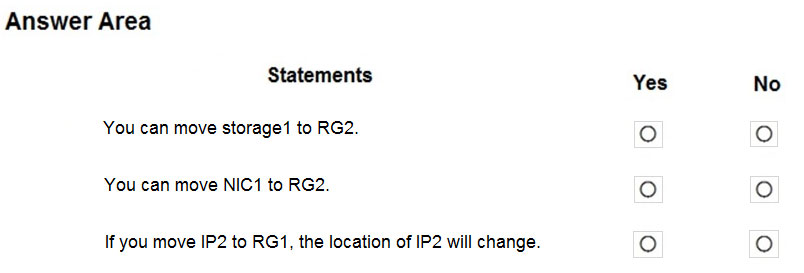 Answer Area
Statements Yes No
You can move storage1 to RG2.
You can move NIC1 to RG2.
If you move IP2 to RG1, the location of IP2 will change.